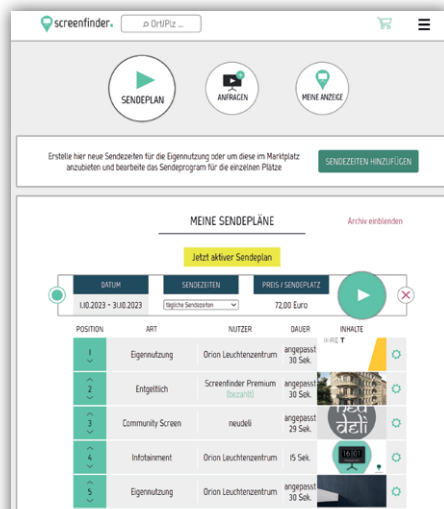 screenfinder.
Ort/Plz ...
SENDEPLAN
ANFRAGEN
MEINE ANZEIGE
Erstelle hier neue Sendezeiten für die Eigennutzung oder um diese im Marktplatz
anzubieten und bearbeite das Sendeprogram für die einzelnen Plätze
SENDEZEITEN HINZUFÜGEN
MEINE SENDEPLÄNE
Archiv einblenden
Jetzt aktiver Sendeplan
DATUM SENDEZEITEN PREIS / SENDEPLATZ
1.10.2023 - 31.10.2023 tägliche Sendezeiten 72,00 Euro
POSITION ART NUTZER DAUER INHALTE
1 Eigennutzung Orion Leuchtenzentrum angepasst 30 Sek.
2 Entgeltlich Screenfinder Premium (bezahlt) angepasst 30 Sek.
3 Community Screen neudeli angepasst 29 Sek.
neu deli
4 Infotainment Orion Leuchtenzentrum 15 Sek.
5 Eigennutzung Orion Leuchtenzentrum angepasst 30 Sek.